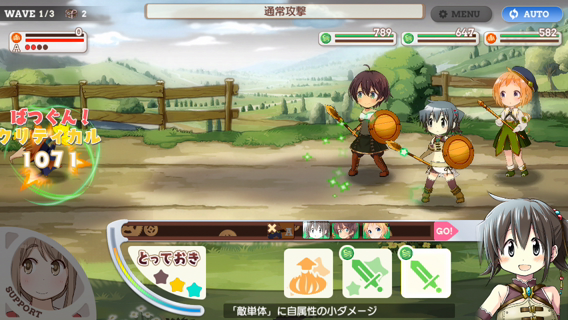 WAVE 1/3 2
通常攻撃
MENU
AUTO
0
A
789
647
582
ばつぐん!
クリティカル
1071
GO!
とっておき
SUPPORT
「敵単体」に自属性の小ダメージ